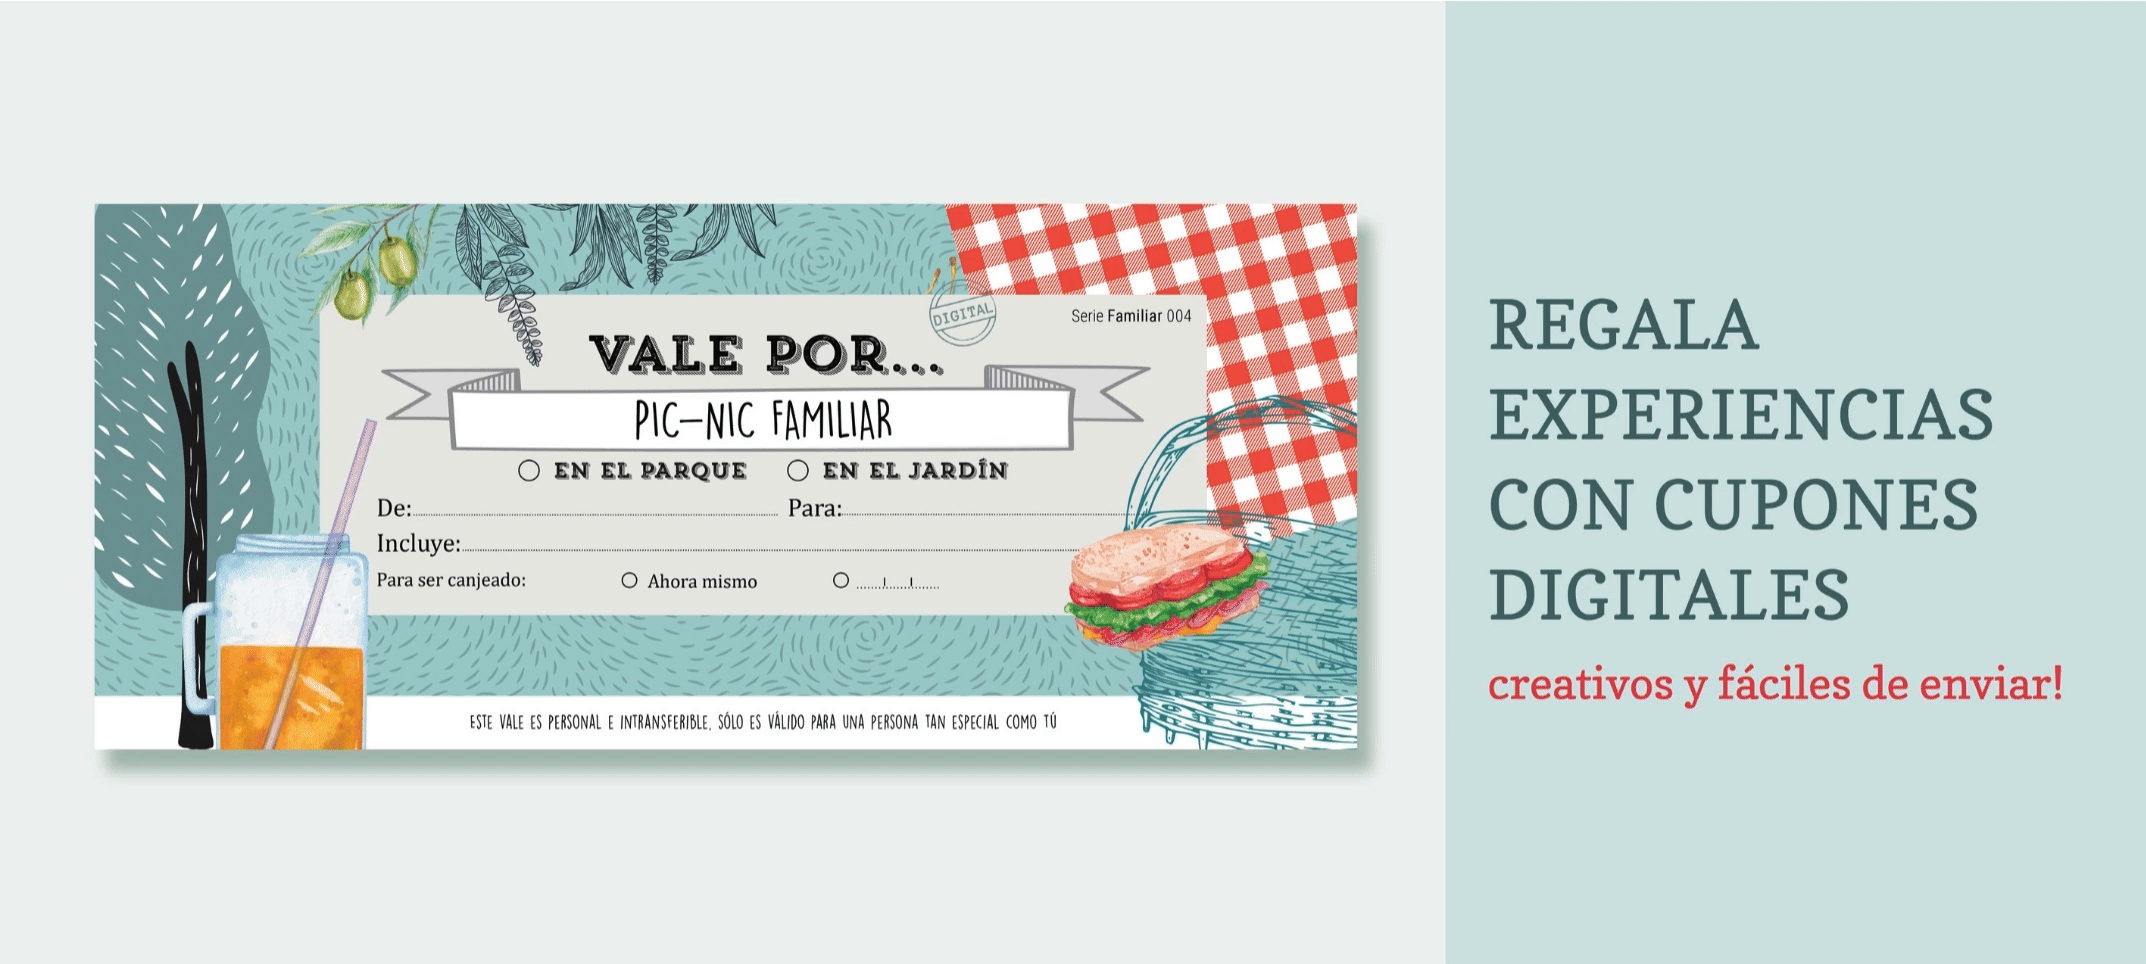 DIGITAL
Serie Familiar 004
VALE POR...
PIC-NIC FAMILIAR
EN EL PARQUE EN EL JARDÍN
De: Para:
Incluye:
Para ser canjeado: Ahora mismo
ESTE VALE ES PERSONAL E INTRANSFERIBLE, SÓLO ES VÁLIDO PARA UNA PERSONA TAN ESPECIAL COMO TÚ
REGALA
EXPERIENCIAS
CON CUPONES
DIGITALES
creativos y fáciles de enviar!